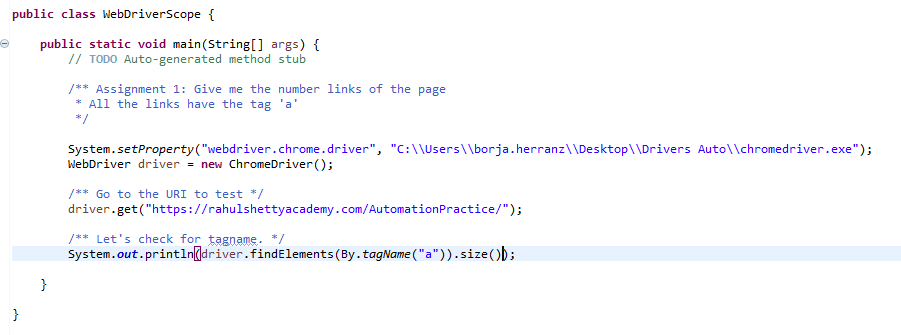 public class WebDriverScope {
public static void main(String[] args) {
// TODO Auto-generated method stub
/** Assignment 1: Give me the number links of the page
* All the links have the tag 'a'
*/
System.setProperty("webdriver.chrome.driver", "C:\\Users\\borja.herranz\\Desktop\\Drivers Auto\\chromedriver.exe");
WebDriver driver = new ChromeDriver();
/** Go to the URI to test */
driver.get("https://rahulshettyacademy.com/AutomationPractice/");
/** Let's check for tagname. */
System.out.println(driver.findElements(By.tagName("a")).size());
}
}